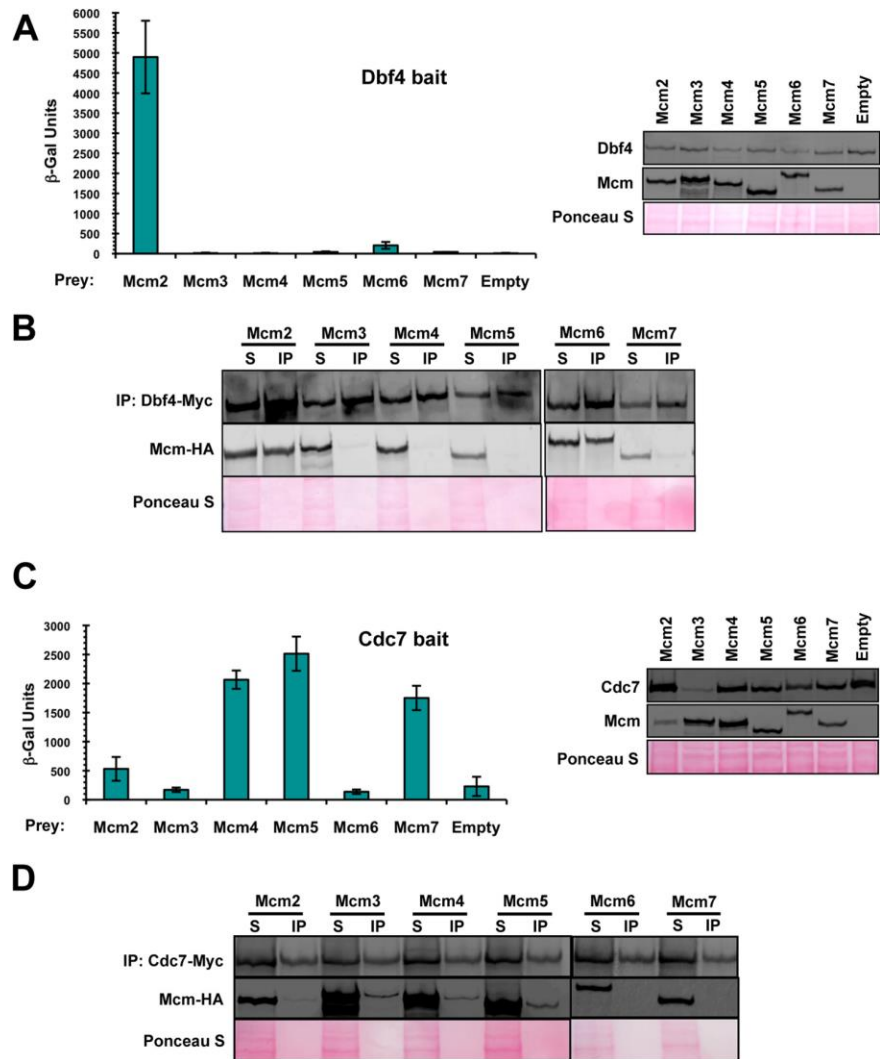 A
β-Gal Units
6000
5500
5000
4500
4000
3500
3000
2500
2000
1500
1000
500
0
Dbf4 bait
Prey: Mcm2 Mcm3 Mcm4 Mcm5 Mcm6 Mcm7 Empty
Mcm2 Mcm3 Mcm4 Mcm5 Mcm6 Mcm7 Empty
Dbf4
Mcm
Ponceau S
B
Mcm2 Mcm3 Mcm4 Mcm5 Mcm6 Mcm7
S IP S IP S IP S IP S IP S IP
IP: Dbf4-Myc
Mcm-HA
Ponceau S
C
β-Gal Units
3000
2500
2000
1500
1000
500
0
Cdc7 bait
Prey: Mcm2 Mcm3 Mcm4 Mcm5 Mcm6 Mcm7 Empty
Mcm2 Mcm3 Mcm4 Mcm5 Mcm6 Mcm7 Empty
Cdc7
Mcm
Ponceau S
D
Mcm2 Mcm3 Mcm4 Mcm5 Mcm6 Mcm7
S IP S IP S IP S IP S IP S IP
IP: Cdc7-Myc
Mcm-HA
Ponceau S